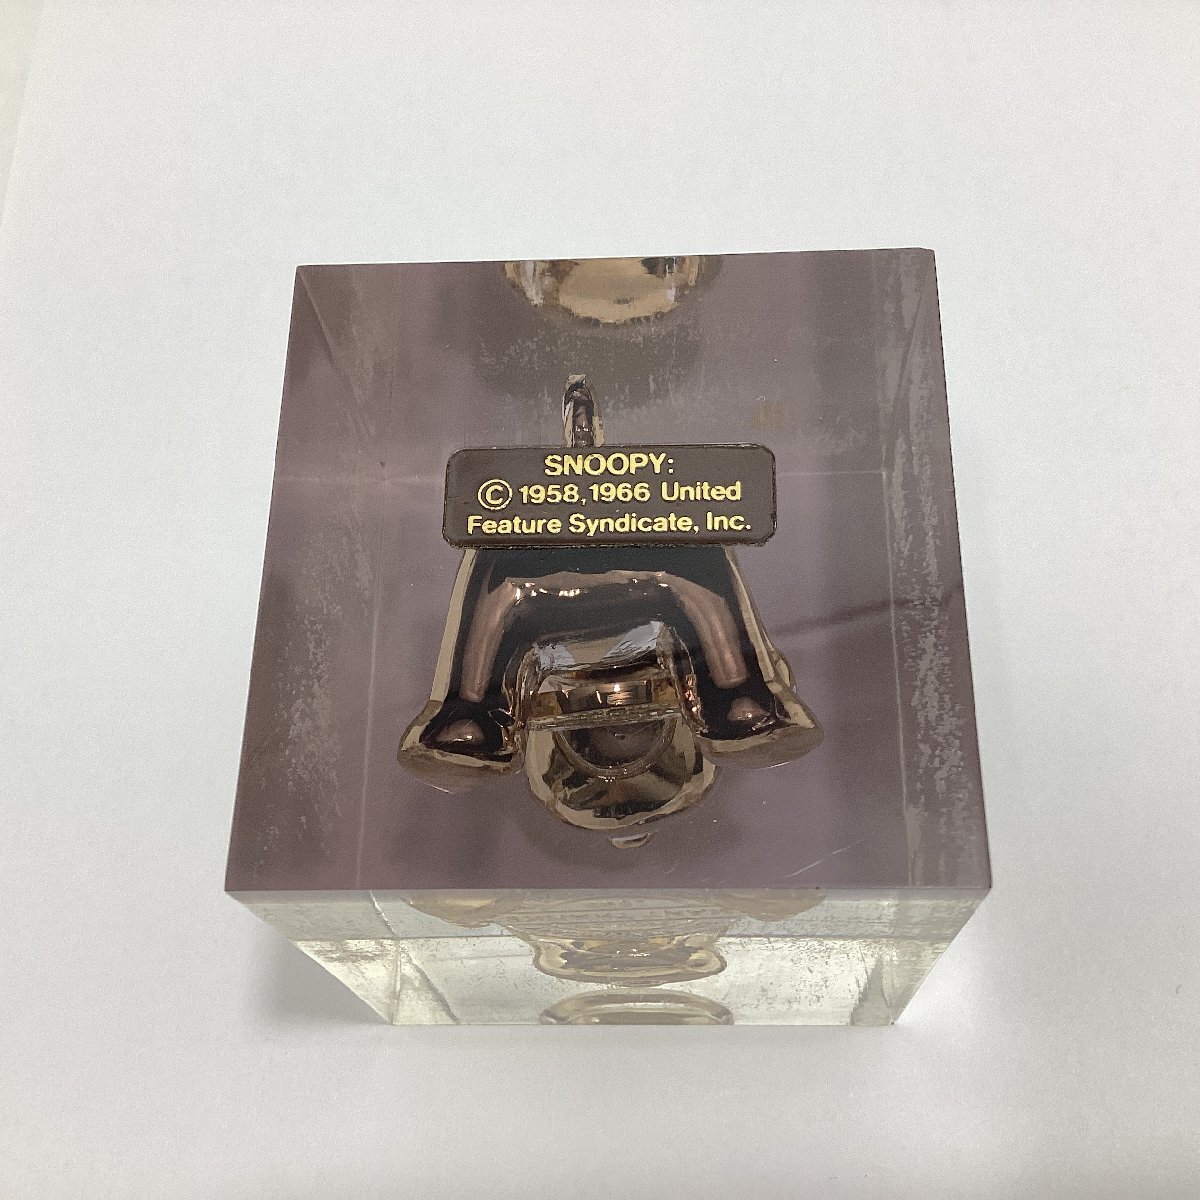 SNOOPY:
© 1958,1966 United
Feature Syndicate, Inc.